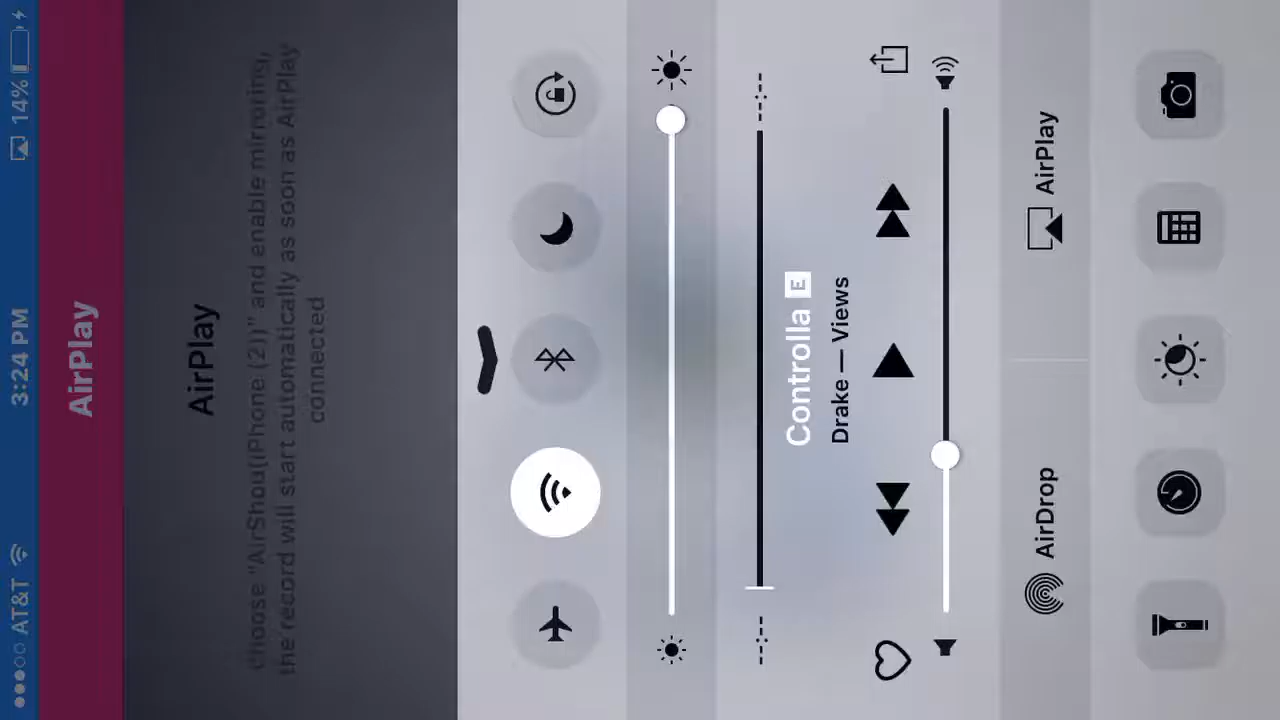 AT&T 3:24 PM 14%
AirPlay
AirPlay
choose "AirShou(iPhone (2))" and enable mirroring,
the record will start automatically as soon as AirPlay
connected
--:-- --:--
Controlla E
Drake — Views
AirDrop AirPlay